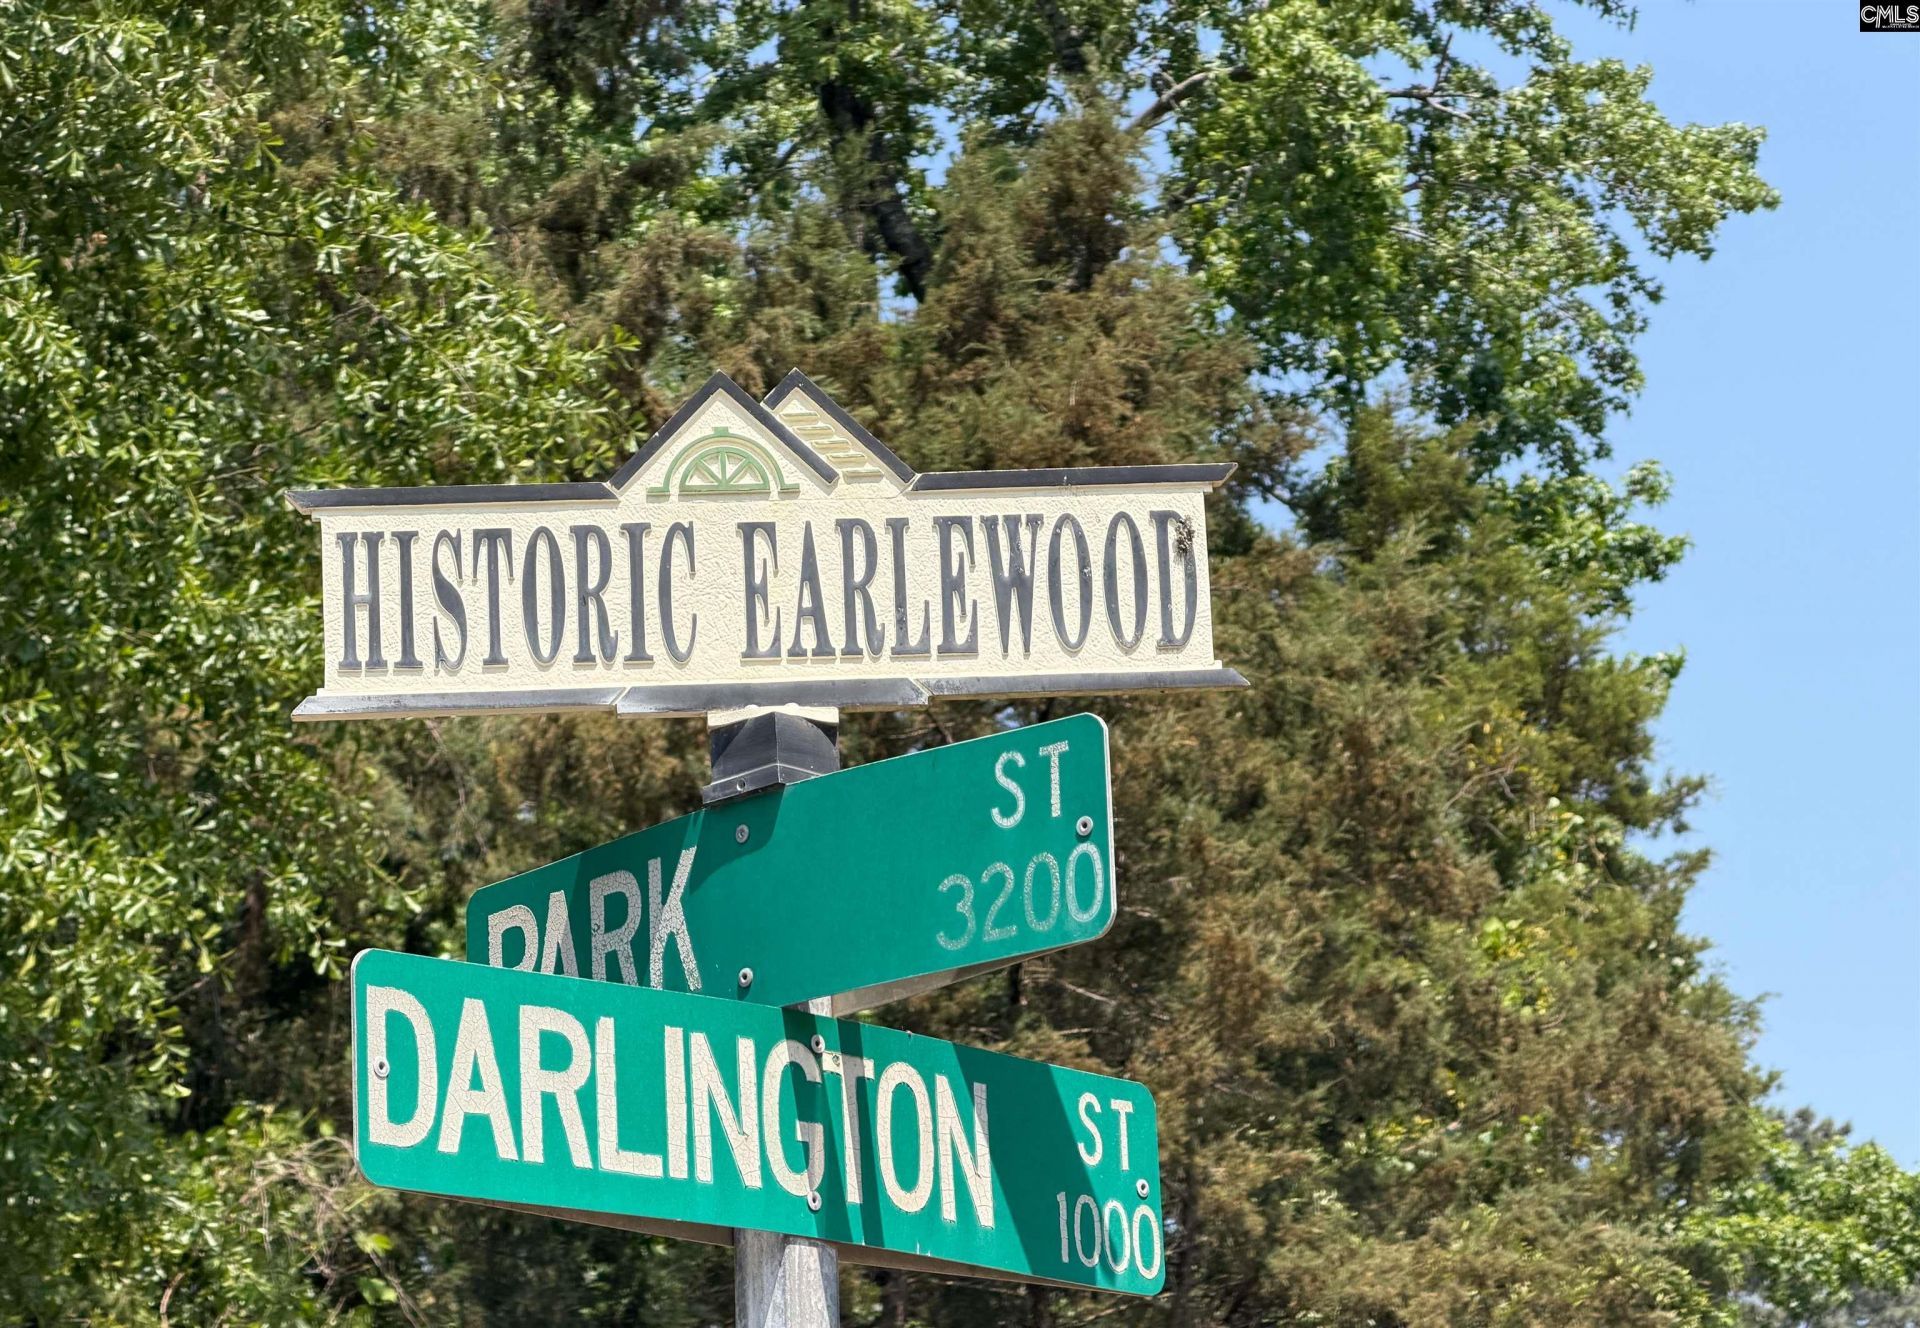 CMLS
HISTORIC EARLEWOOD
PARK ST
3200
DARLINGTON ST
1000